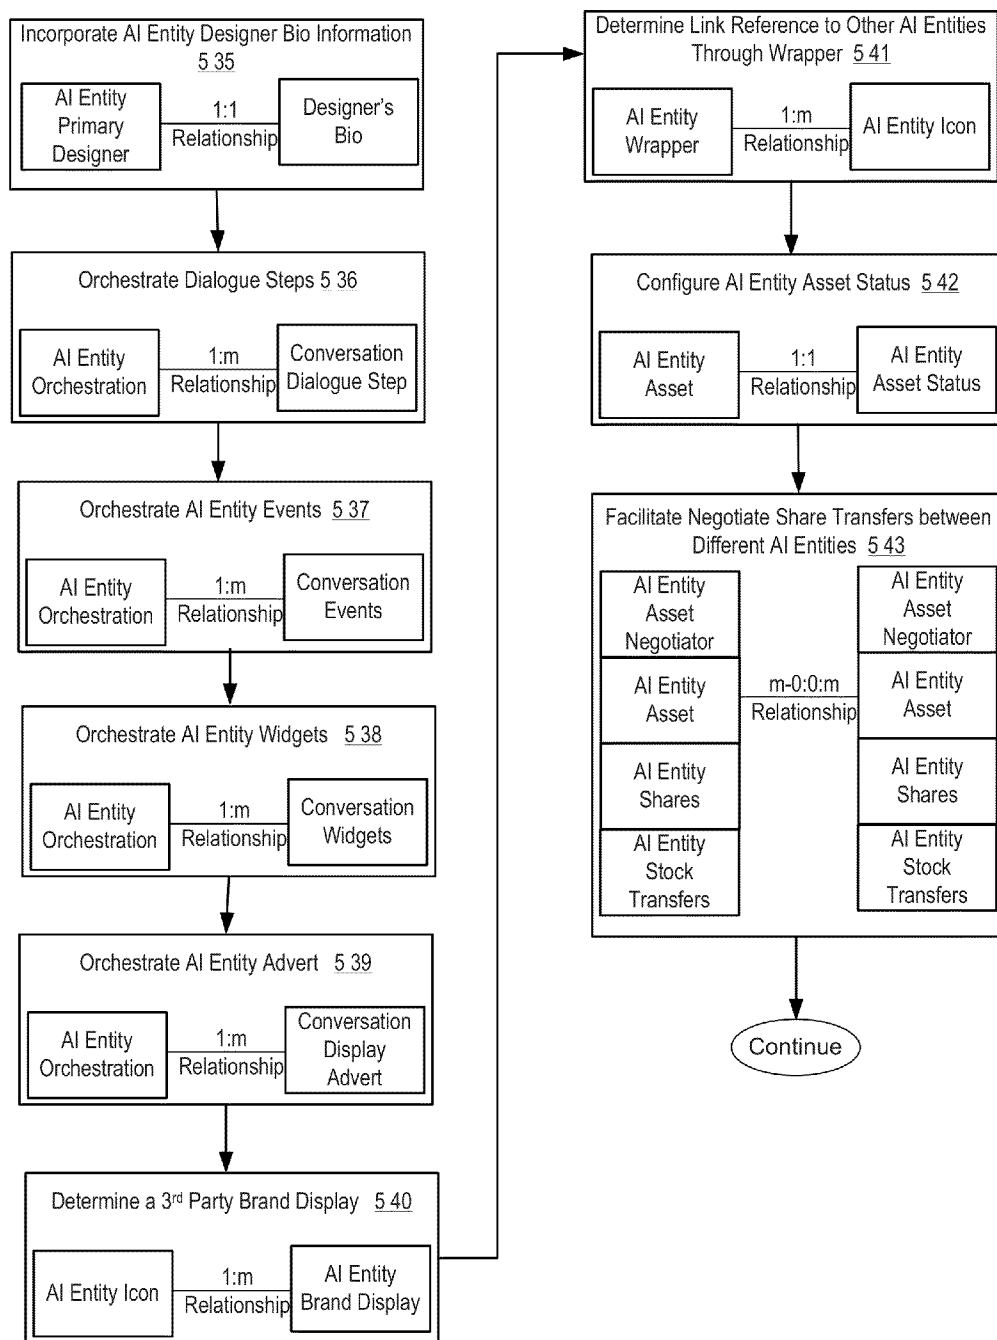 Incorporate AI Entity Designer Bio Information
5 35
AI Entity
Primary
Designer
1:1
Relationship
Designer's
Bio
Orchestrate Dialogue Steps 5 36
AI Entity
Orchestration
1:m
Relationship
Conversation
Dialogue Step
Orchestrate AI Entity Events 5 37
AI Entity
Orchestration
1:m
Relationship
Conversation
Events
Orchestrate AI Entity Widgets 5 38
AI Entity
Orchestration
1:m
Relationship
Conversation
Widgets
Orchestrate AI Entity Advert 5 39
AI Entity
Orchestration
1:m
Relationship
Conversation
Display
Advert
Determine a 3rd Party Brand Display 5 40
AI Entity Icon
1:m
Relationship
AI Entity
Brand Display
Determine Link Reference to Other AI Entities
Through Wrapper 5 41
AI Entity
Wrapper
1:m
Relationship
AI Entity Icon
Configure AI Entity Asset Status 5 42
AI Entity
Asset
1:1
Relationship
AI Entity
Asset Status
Facilitate Negotiate Share Transfers between
Different AI Entities 5 43
AI Entity
Asset
Negotiator
AI Entity
Asset
AI Entity
Shares
AI Entity
Stock
Transfers
m-0:0:m
Relationship
AI Entity
Asset
Negotiator
AI Entity
Asset
AI Entity
Shares
AI Entity
Stock
Transfers
Continue